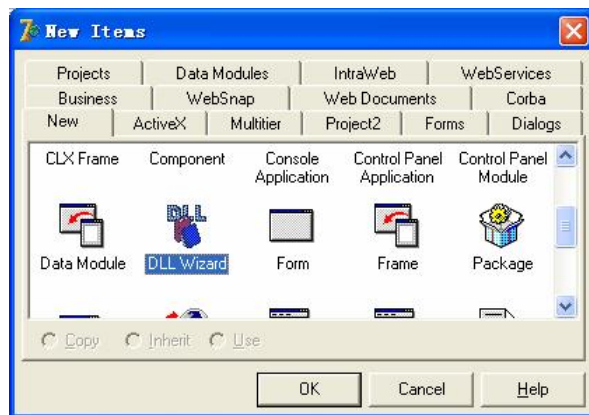 New Items
Projects Data Modules IntraWeb WebServices
Business WebSnap Web Documents Corba
New ActiveX Multitier Project2 Forms Dialogs
CLX Frame Component Console Application Control Panel Application Control Panel Module
DLL
Data Module DLL Wizard Form Frame Package
Copy Inherit Use
OK Cancel Help